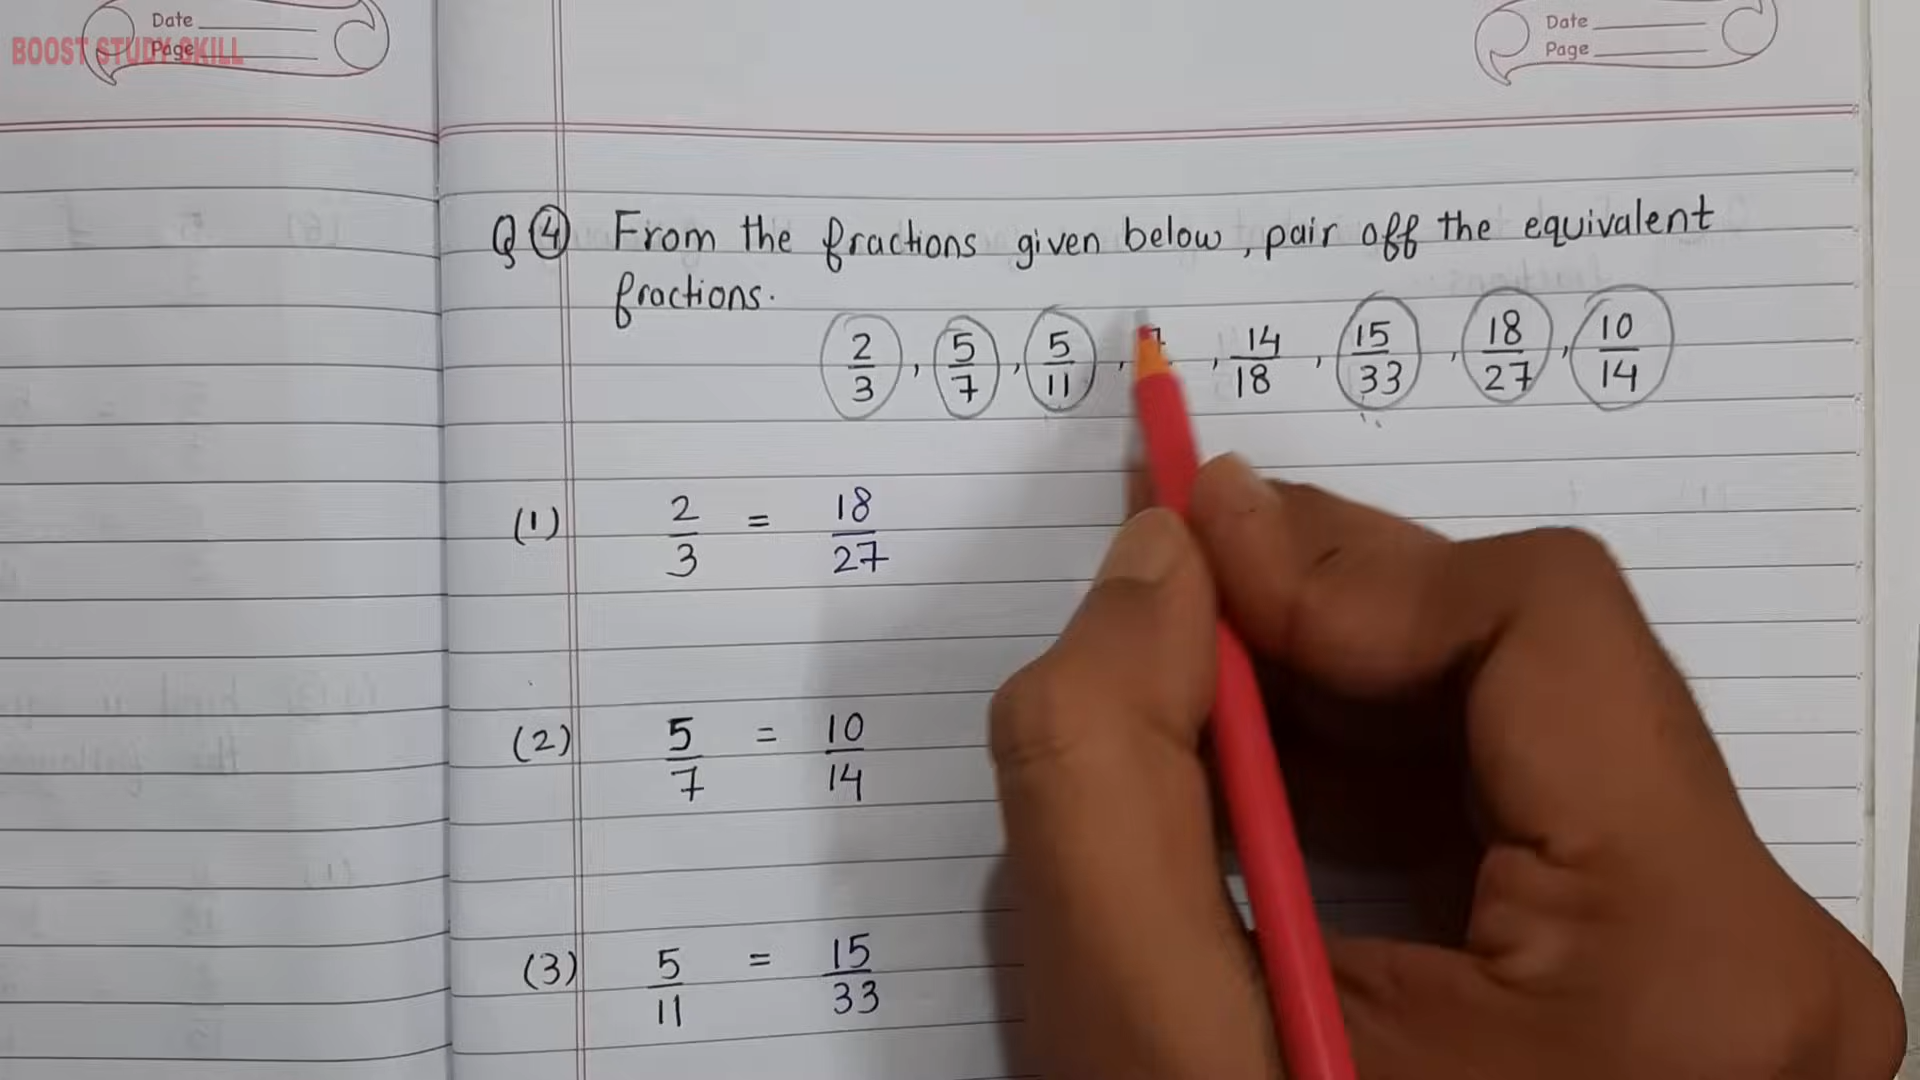 Date
Page
BOOST STUDY SKILL
Date
Page
Q 4 From the fractions given below, pair off the equivalent
fractions.
2/3, 5/7, 5/11, , 14/18, 15/33, 18/27, 10/14
(1) 2/3 = 18/27
(2) 5/7 = 10/14
(3) 5/11 = 15/33